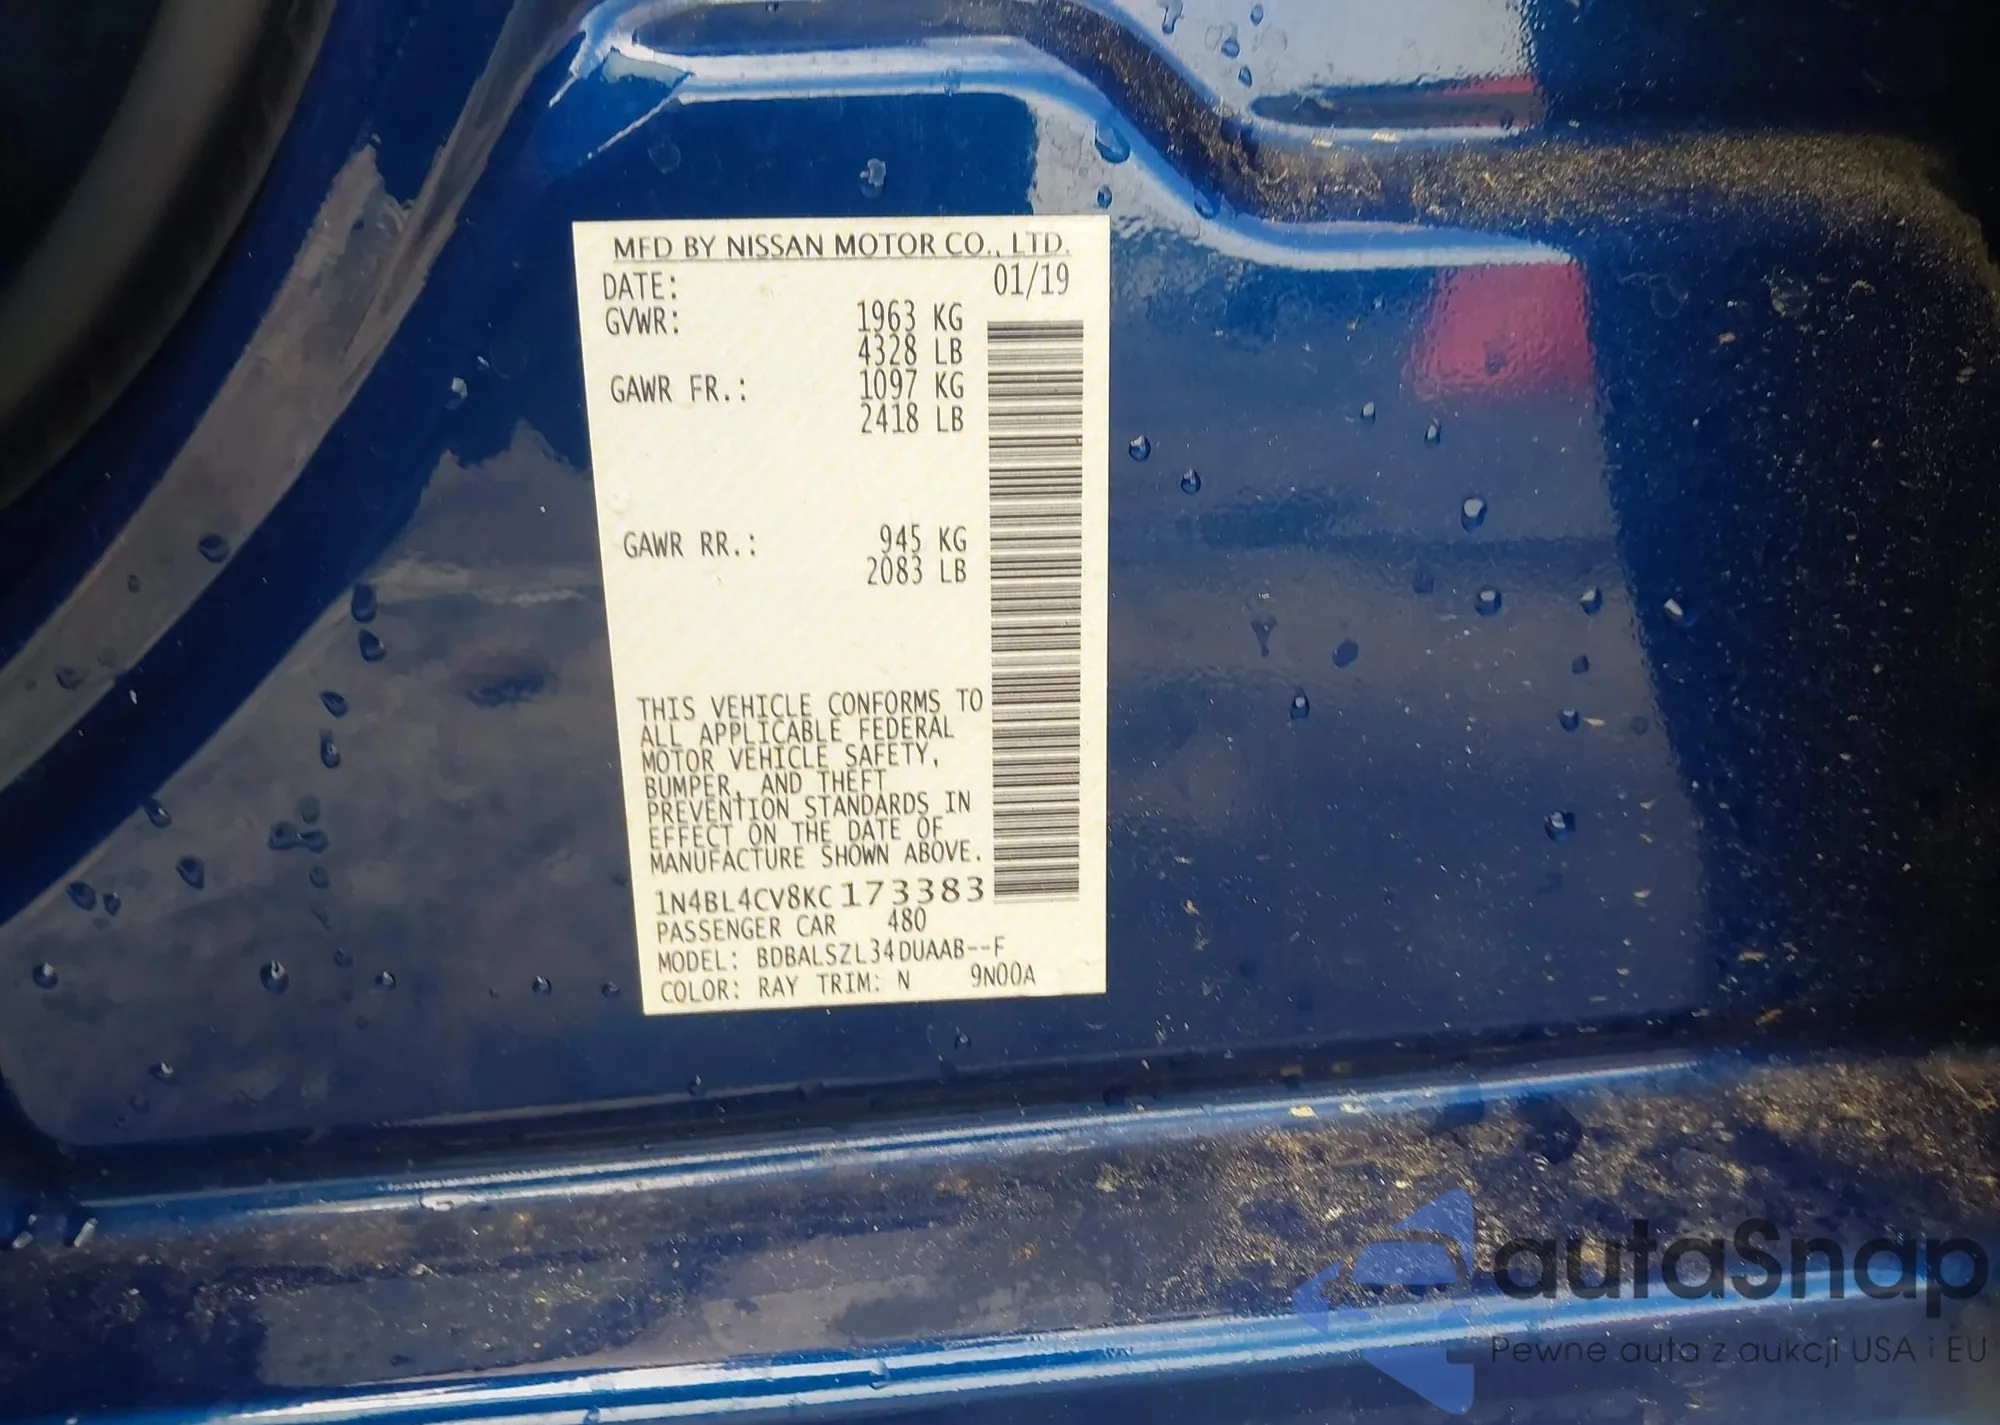 MFD BY NISSAN MOTOR CO., LTD.
DATE: 01/19
GVWR: 1963 KG
4328 LB
GAWR FR.: 1097 KG
2418 LB
GAWR RR.: 945 KG
2083 LB
THIS VEHICLE CONFORMS TO
ALL APPLICABLE FEDERAL
MOTOR VEHICLE SAFETY,
BUMPER, AND THEFT
PREVENTION STANDARDS IN
EFFECT ON THE DATE OF
MANUFACTURE SHOWN ABOVE.
1N4BL4CV8KC173383
PASSENGER CAR 480
MODEL: BDBALSZL34DUAAB--F
COLOR: RAY TRIM: N 9N00A
autaSnap
Pewne auta z aukcji USA i EU